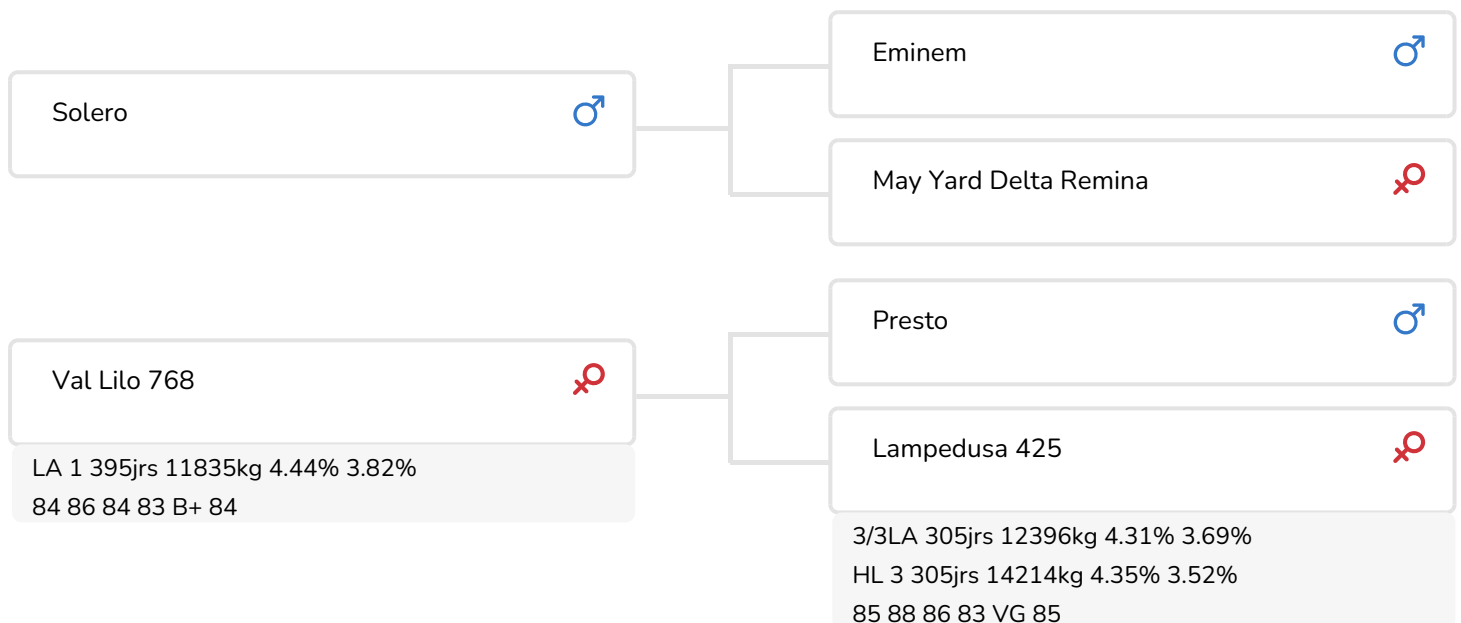 Solero
Eminem
May Yard Delta Remina
Val Lilo 768
LA 1 395jrs 11835kg 4.44% 3.82%
84 86 84 83 B+ 84
Presto
Lampedusa 425
3/3LA 305jrs 12396kg 4.31% 3.69%
HL 3 305jrs 14214kg 4.35% 3.52%
85 88 86 83 VG 85